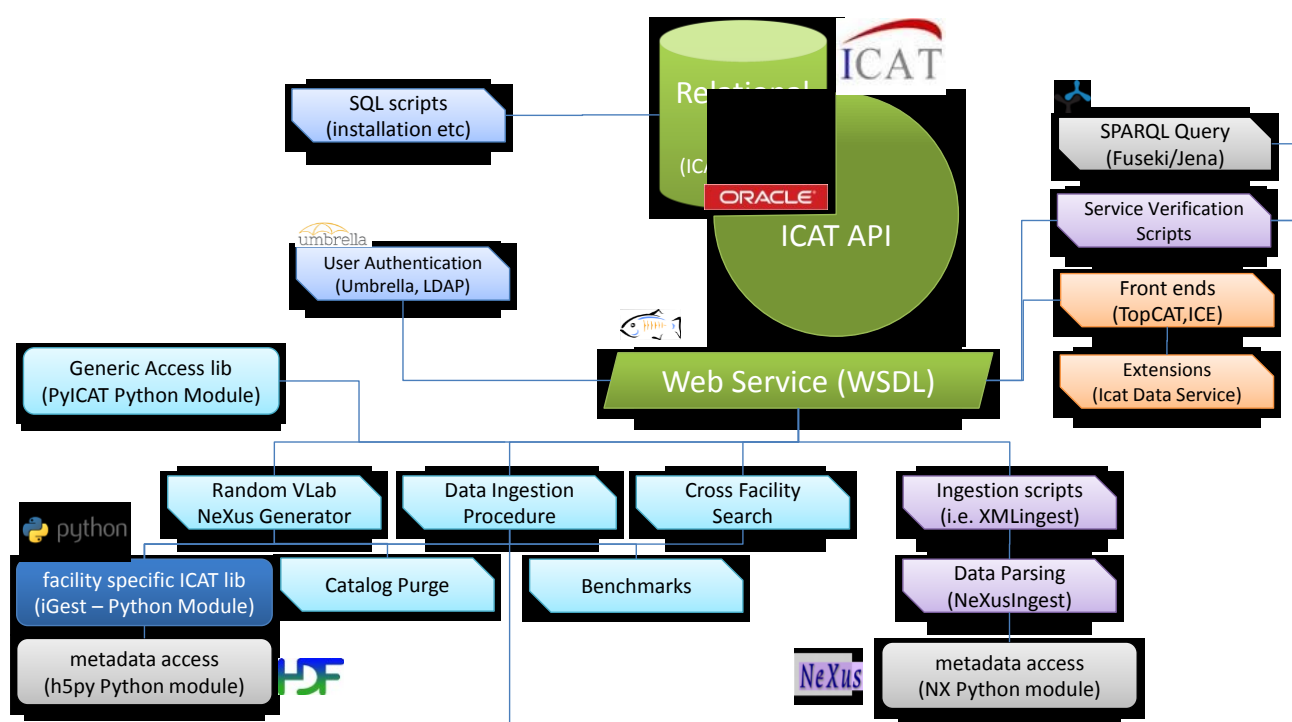 ICAT
Relational
(ICA
ORACLE
ICAT API
SQL scripts
(installation etc)
SPARQL Query
(Fuseki/Jena)
Service Verification
Scripts
umbrella
User Authentication
(Umbrella, LDAP)
Front ends
(TopCAT,ICE)
Generic Access lib
(PyICAT Python Module)
Web Service (WSDL)
Extensions
(Icat Data Service)
Random VLab
NeXus Generator
Data Ingestion
Procedure
Cross Facility
Search
Ingestion scripts
(i.e. XMLingest)
python
facility specific ICAT lib
(iGest – Python Module)
Catalog Purge
Benchmarks
Data Parsing
(NeXusIngest)
metadata access
(h5py Python module)
HDF
NeXus
metadata access
(NX Python module)